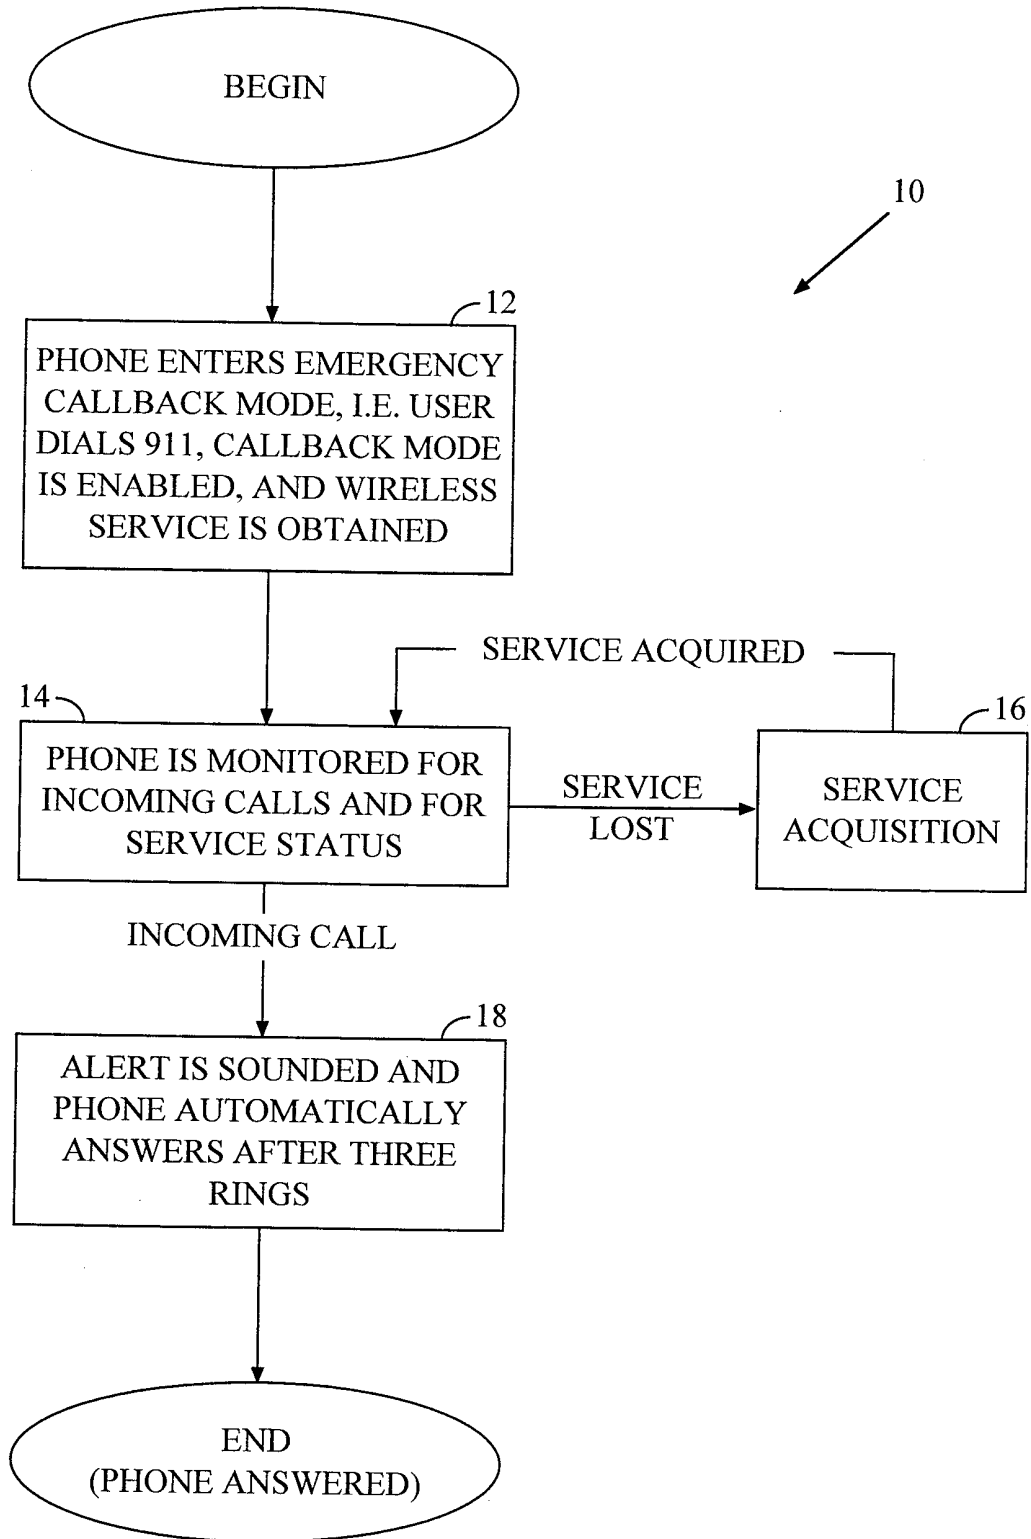 BEGIN
10
12
PHONE ENTERS EMERGENCY
CALLBACK MODE, I.E. USER
DIALS 911, CALLBACK MODE
IS ENABLED, AND WIRELESS
SERVICE IS OBTAINED
SERVICE ACQUIRED
14
16
PHONE IS MONITORED FOR
INCOMING CALLS AND FOR
SERVICE STATUS
SERVICE
LOST
SERVICE
ACQUISITION
INCOMING CALL
18
ALERT IS SOUNDED AND
PHONE AUTOMATICALLY
ANSWERS AFTER THREE
RINGS
END
(PHONE ANSWERED)